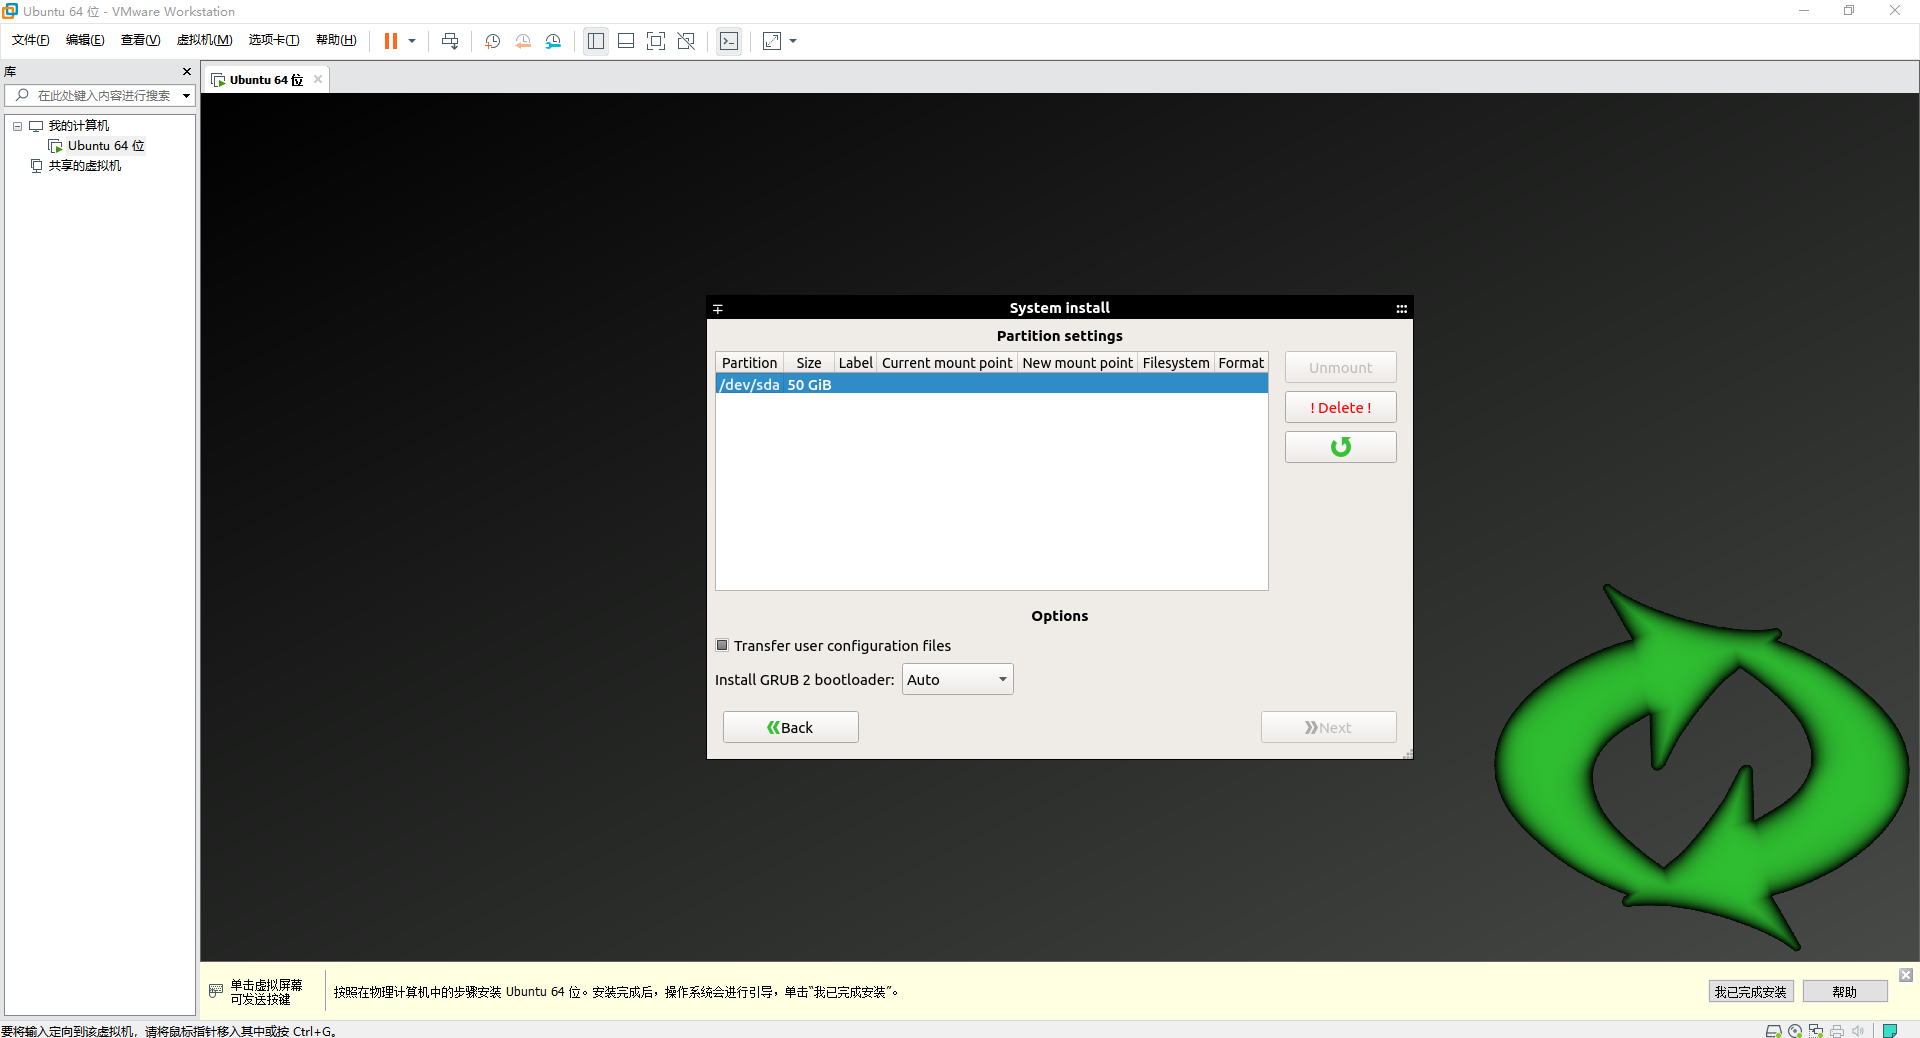 Ubuntu 64 位 - VMware Workstation
文件(F) 编辑(E) 查看(V) 虚拟机(M) 选项卡(T) 帮助(H)
库
在此处键入内容进行搜索
我的计算机
Ubuntu 64 位
共享的虚拟机
Ubuntu 64 位
System install
Partition settings
Partition Size Label Current mount point New mount point Filesystem Format
/dev/sda 50 GiB
Unmount
! Delete !
Options
Transfer user configuration files
Install GRUB 2 bootloader: Auto
Back
Next
单击虚拟屏幕
可发送按键
按照在物理计算机中的步骤安装 Ubuntu 64 位。安装完成后，操作系统会进行引导，单击“我已完成安装”。
我已完成安装
帮助
要将输入定向到该虚拟机，请将鼠标指针移入其中或按 Ctrl+G。